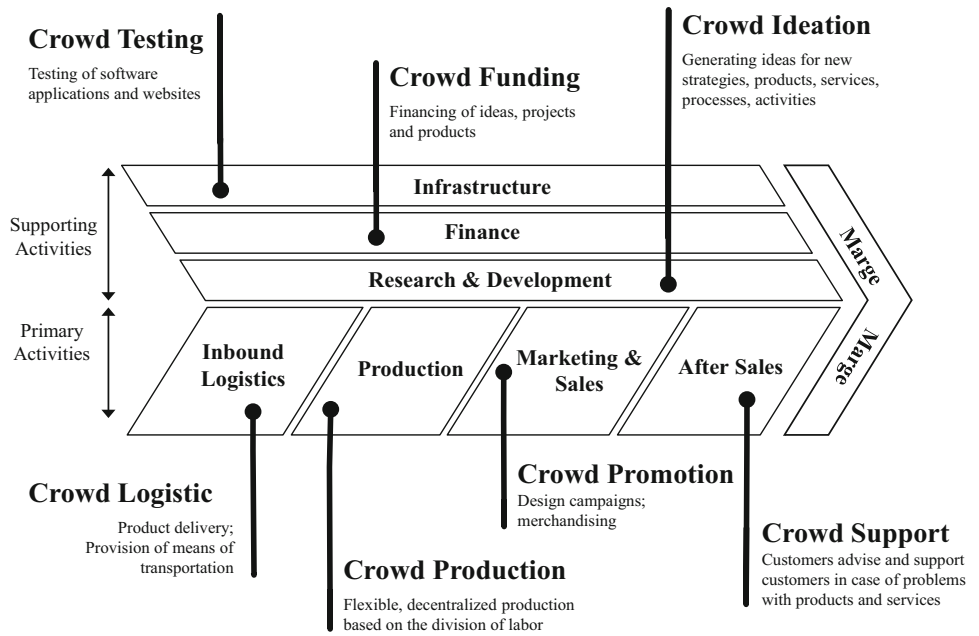 Crowd Testing
Testing of software
applications and websites
Crowd Funding
Financing of ideas, projects
and products
Crowd Ideation
Generating ideas for new
strategies, products, services,
processes, activities
Supporting
Activities
Infrastructure
Finance
Research & Development
Marge
Primary
Activities
Inbound
Logistics
Production
Marketing &
Sales
After Sales
Marge
Crowd Logistic
Product delivery;
Provision of means of
transportation
Crowd Production
Flexible, decentralized production
based on the division of labor
Crowd Promotion
Design campaigns;
merchandising
Crowd Support
Customers advise and support
customers in case of problems
with products and services